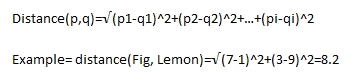 Distance(p,q)=√(p1-q1)^2+(p2-q2)^2+...+(pi-qi)^2
Example= distance(Fig, Lemon)=√(7-1)^2+(3-9)^2=8.2